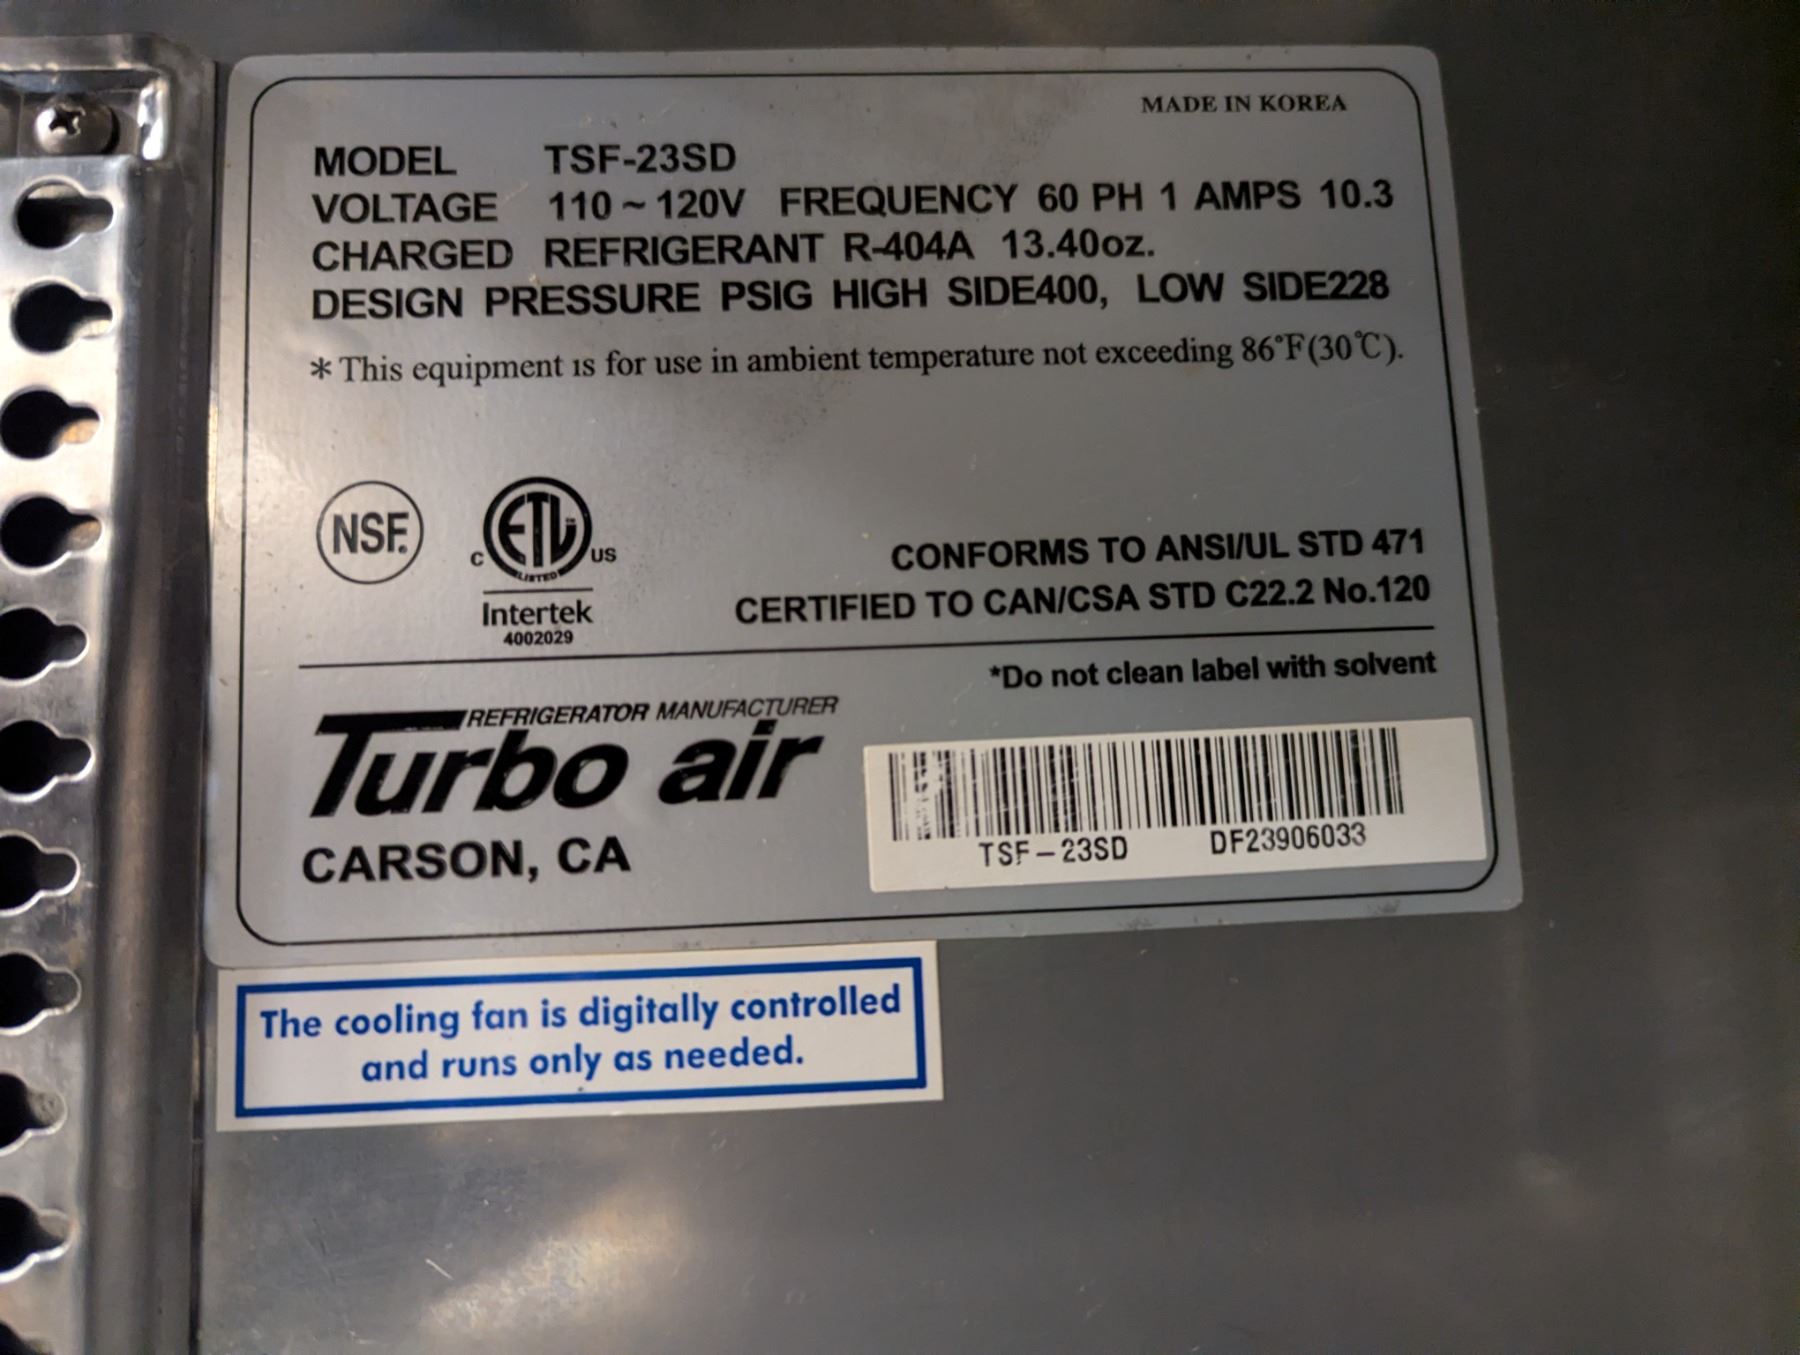 MADE IN KOREA
MODEL TSF-23SD
VOLTAGE 110 ~ 120V FREQUENCY 60 PH 1 AMPS 10.3
CHARGED REFRIGERANT R-404A 13.40oz.
DESIGN PRESSURE PSIG HIGH SIDE400, LOW SIDE228
* This equipment is for use in ambient temperature not exceeding 86°F(30℃).
NSF.
C ETL US
LISTED
Intertek
4002029
CONFORMS TO ANSI/UL STD 471
CERTIFIED TO CAN/CSA STD C22.2 No.120
*Do not clean label with solvent
REFRIGERATOR MANUFACTURER
Turbo air
CARSON, CA
TSF-23SD DF23906033
The cooling fan is digitally controlled
and runs only as needed.